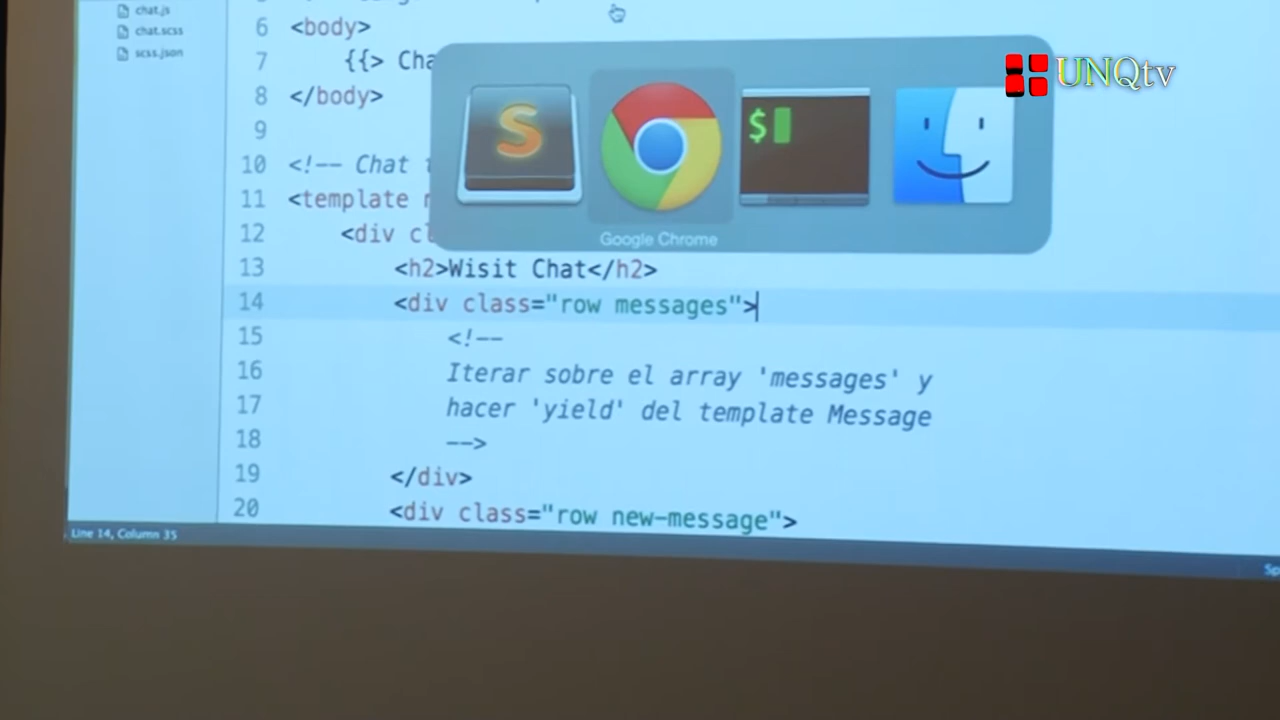 chat.js
chat.scss
scss.json
6 <body>
7 {{> Cha
8 </body>
9
10 <!-- Chat
11 <template
12 <div cl
13 <h2>Wisit Chat</h2>
14 <div class="row messages">
15 <!--
16 Iterar sobre el array 'messages' y
17 hacer 'yield' del template Message
18 -->
19 </div>
20 <div class="row new-message">
S
$
Google Chrome
UNQtv
Line 14, Column 35
Sp